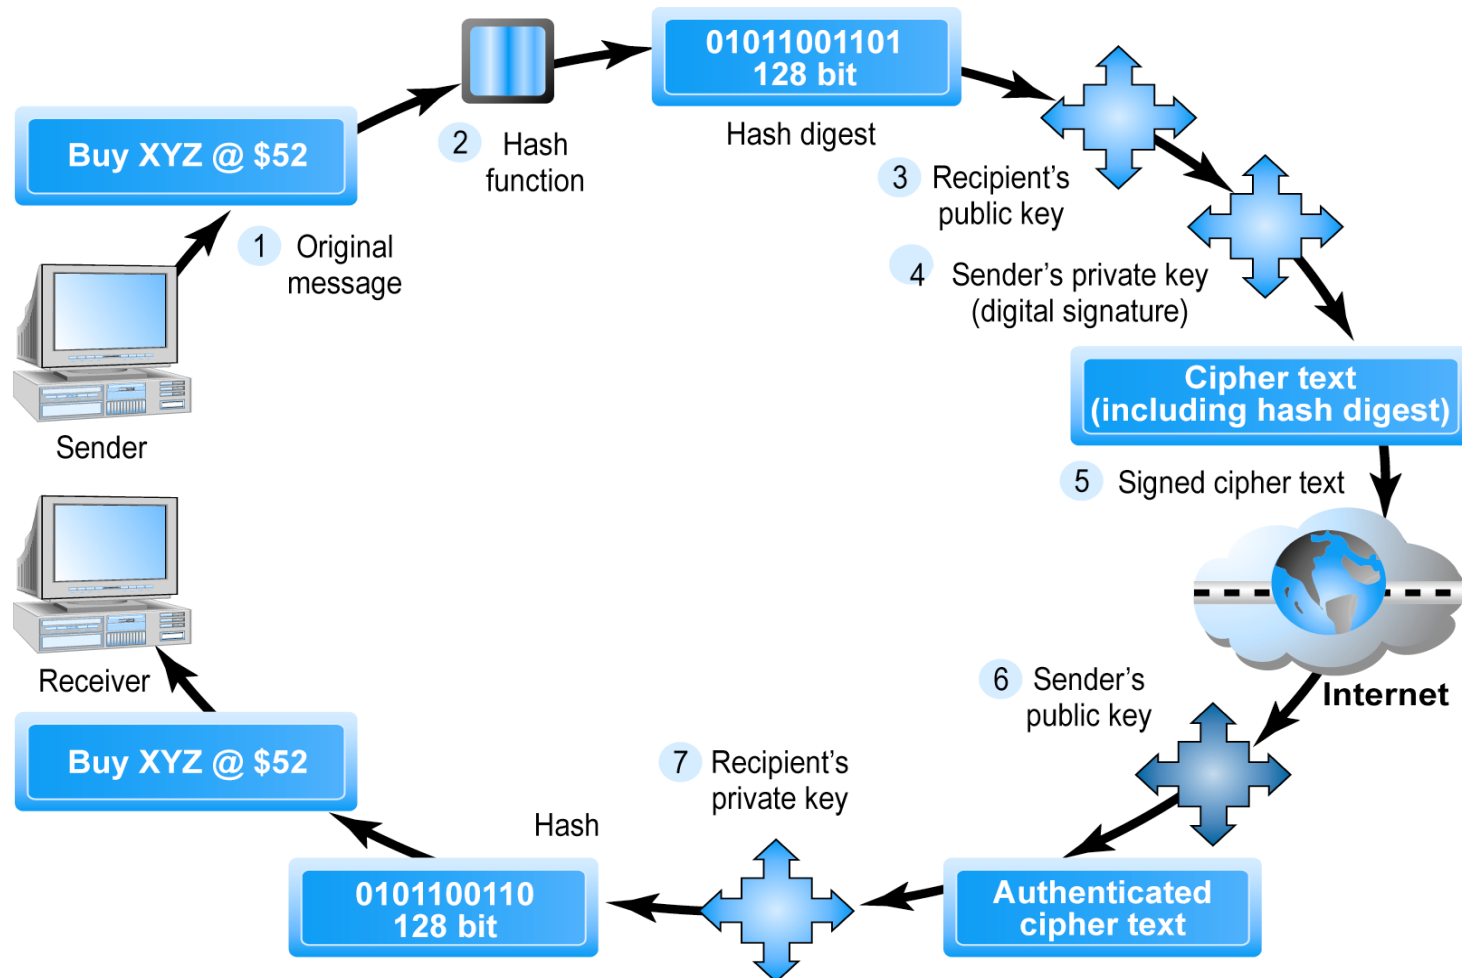 Buy XYZ @ $52
1 Original
message
Sender
2 Hash
function
01011001101
128 bit
Hash digest
3 Recipient's
public key
4 Sender's private key
(digital signature)
Cipher text
(including hash digest)
5 Signed cipher text
Internet
6 Sender's
public key
Authenticated
cipher text
7 Recipient's
private key
Hash
0101100110
128 bit
Buy XYZ @ $52
Receiver